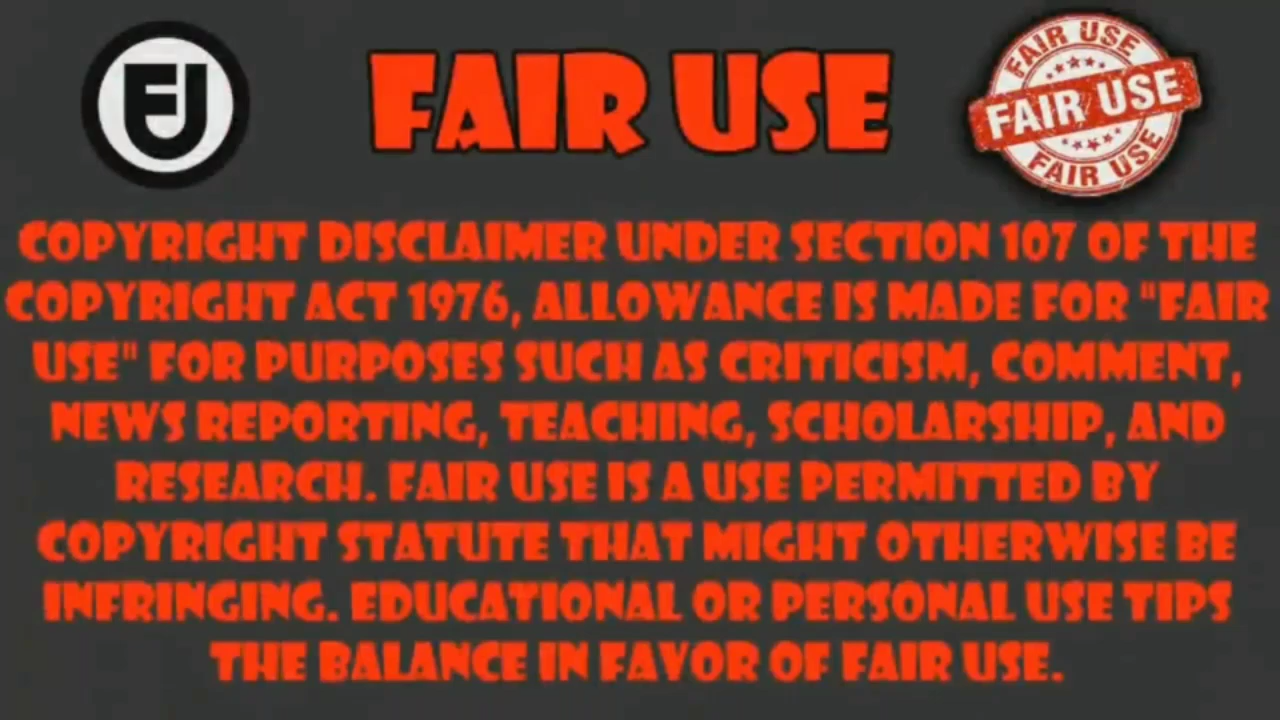 FJ
FAIR USE
FAIR USE
FAIR USE
FAIR USE
COPYRIGHT DISCLAIMER UNDER SECTION 107 OF THE
COPYRIGHT ACT 1976, ALLOWANCE IS MADE FOR "FAIR
USE" FOR PURPOSES SUCH AS CRITICISM, COMMENT,
NEWS REPORTING, TEACHING, SCHOLARSHIP, AND
RESEARCH. FAIR USE IS A USE PERMITTED BY
COPYRIGHT STATUTE THAT MIGHT OTHERWISE BE
INFRINGING. EDUCATIONAL OR PERSONAL USE TIPS
THE BALANCE IN FAVOR OF FAIR USE.